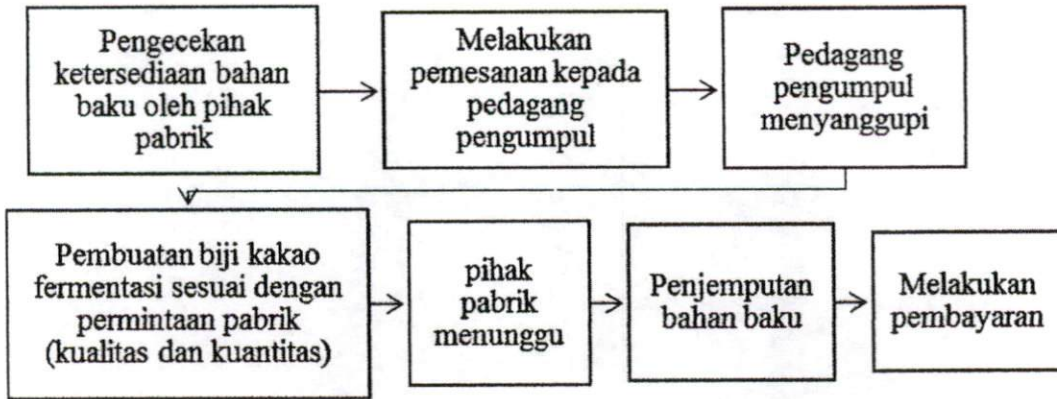 Pengecekan
ketersediaan bahan
baku oleh pihak
pabrik
Melakukan
pemesanan kepada
pedagang
pengumpul
Pedagang
pengumpul
menyanggupi
Pembuatan biji kakao
fermentasi sesuai dengan
permintaan pabrik
(kualitas dan kuantitas)
pihak
pabrik
menunggu
Penjemputan
bahan baku
Melakukan
pembayaran